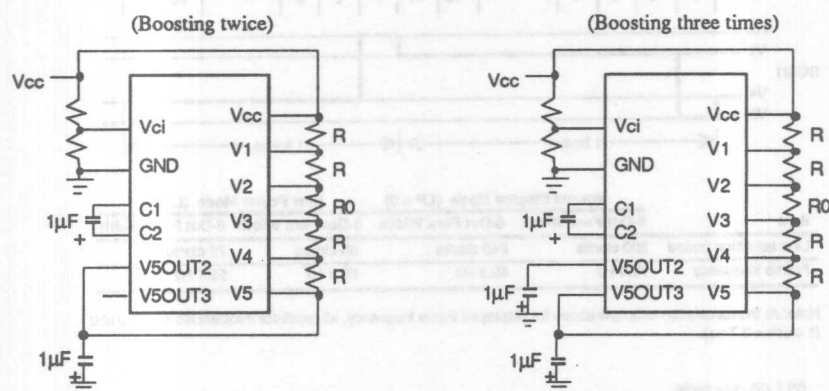 (Boosting twice)
Vcc
Vci
GND
C1
C2
V5OUT2
V5OUT3
Vcc
V1
V2
V3
V4
V5
R
R
R0
R
R
1µF
+
1µF
+
(Boosting three times)
Vcc
Vci
GND
C1
C2
V5OUT2
V5OUT3
Vcc
V1
V2
V3
V4
V5
R
R
R0
R
R
1µF
+
1µF
+
1µF
+